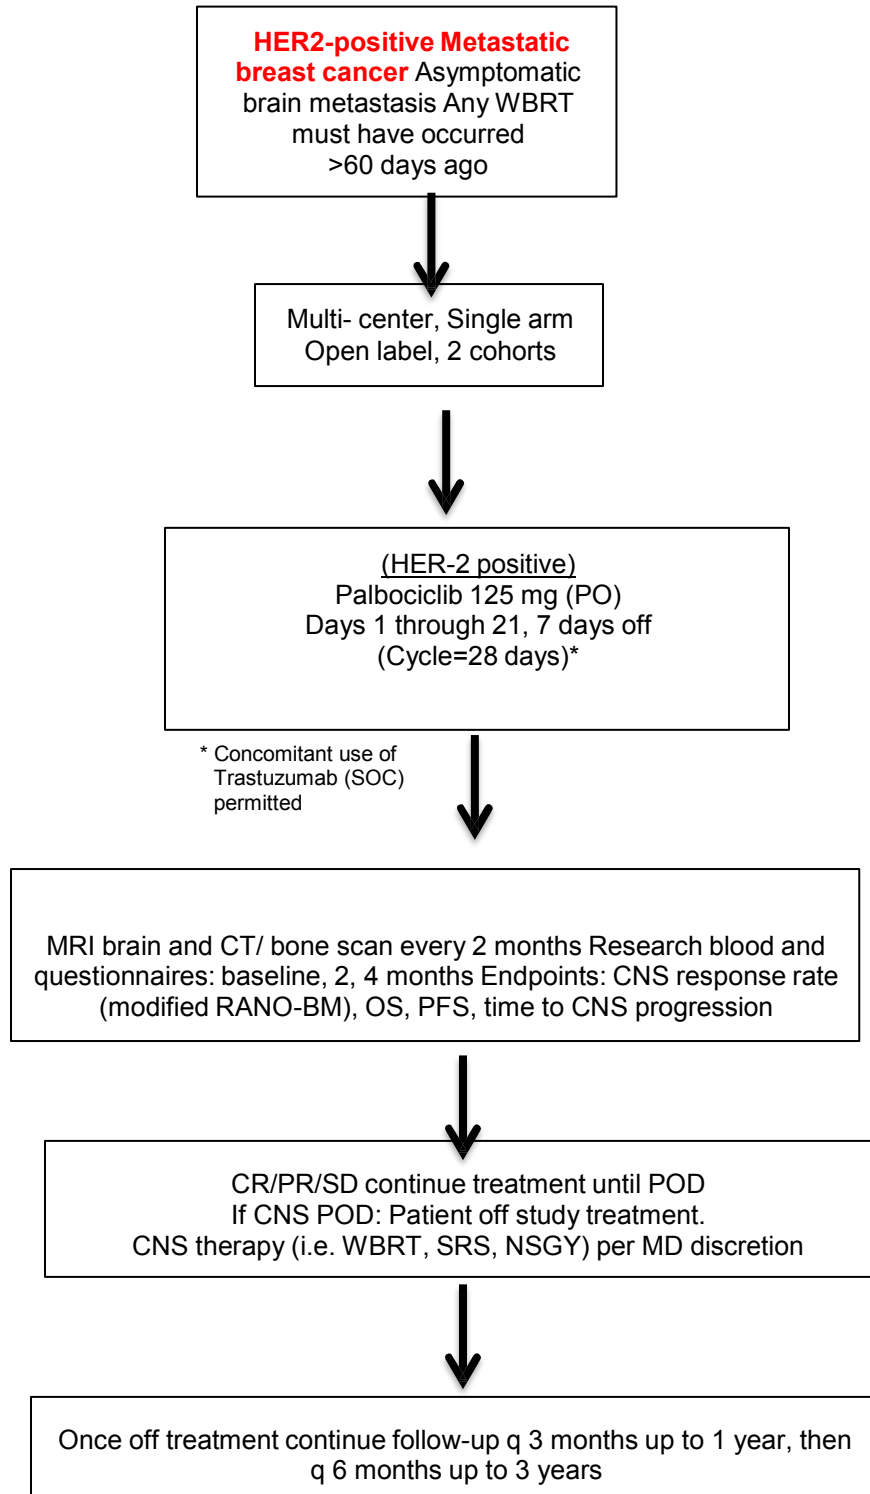 HER2-positive Metastatic
breast cancer Asymptomatic
brain metastasis Any WBRT
must have occurred
>60 days ago
Multi- center, Single arm
Open label, 2 cohorts
(HER-2 positive)
Palbociclib 125 mg (PO)
Days 1 through 21, 7 days off
(Cycle=28 days)*
* Concomitant use of
Trastuzumab (SOC)
permitted
MRI brain and CT/ bone scan every 2 months Research blood and
questionnaires: baseline, 2, 4 months Endpoints: CNS response rate
(modified RANO-BM), OS, PFS, time to CNS progression
CR/PR/SD continue treatment until POD
If CNS POD: Patient off study treatment.
CNS therapy (i.e. WBRT, SRS, NSGY) per MD discretion
Once off treatment continue follow-up q 3 months up to 1 year, then
q 6 months up to 3 years